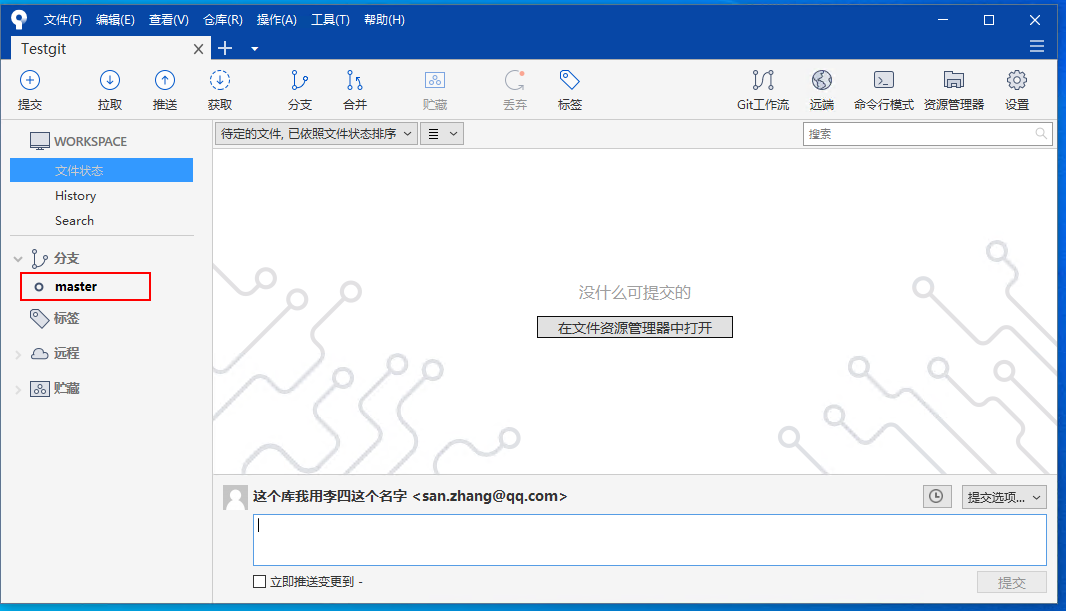 文件(F) 编辑(E) 查看(V) 仓库(R) 操作(A) 工具(T) 帮助(H)
Testgit
提交 拉取 推送 获取 分支 合并 贮藏 丢弃 标签 Git工作流 远端 命令行模式 资源管理器 设置
WORKSPACE
文件状态
History
Search
分支
master
标签
远程
贮藏
待定的文件, 已依照文件状态排序
搜索
没什么可提交的
在文件资源管理器中打开
这个库我用李四这个名字 <san.zhang@qq.com>
提交选项...
立即推送变更到 -
提交